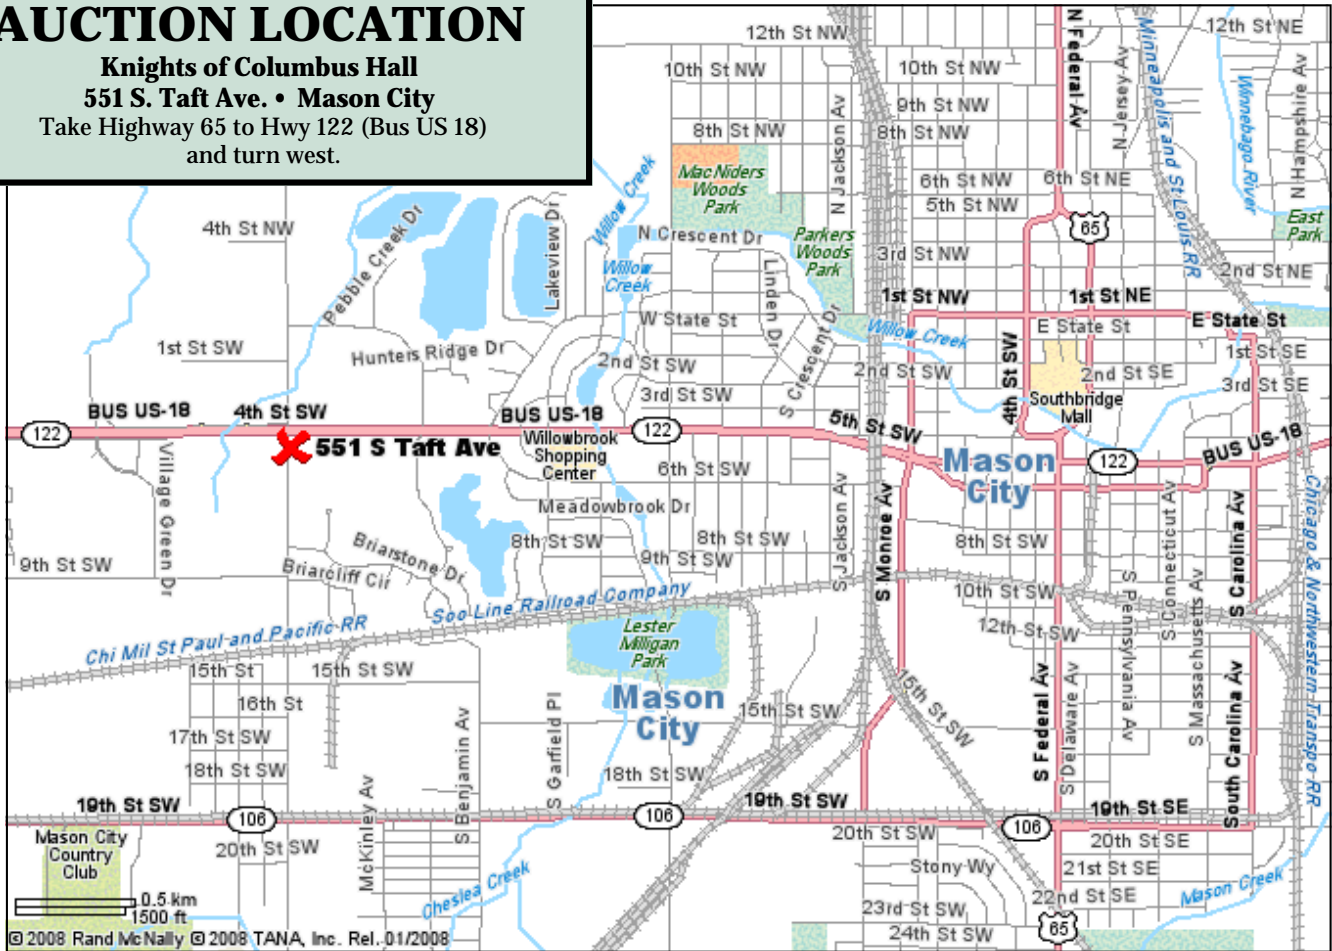 AUCTION LOCATION
Knights of Columbus Hall
551 S. Taft Ave. • Mason City
Take Highway 65 to Hwy 122 (Bus US 18)
and turn west.
12th St NW
N Federal Av
12th St NE
10th St NW
10th St NW
N Jersey Av
Minneapolis and St Louis RR
Winnebago River
N Hampshire Av
9th St NW
8th St NW
8th St NW
N Jackson Av
MacNiders
Woods
Park
Willow Creek
6th St NW
6th St NE
5th St NW
65
East
Park
4th St NW
Pebble Creek Dr
Lakeview Dr
N Crescent Dr
Parkers
Woods
Park
3rd St NW
Willow
Creek
Linden Dr
2nd St NE
1st St NW
1st St NE
W State St
S Crescent Dr
Willow Creek
E State St
E State St
1st St SW
Hunters Ridge Dr
2nd St SW
2nd St SW
4th St SW
1st St SE
2nd St SE
3rd St SE
3rd St SW
Southbridge
Mall
BUS US-18
4th St SW
BUS US-18
5th St SW
BUS US-18
122
122
122
551 S Taft Ave
Willowbrook
Shopping
Center
Mason
City
Village Green Dr
6th St SW
Meadowbrook Dr
S Jackson Av
S Monroe Av
S Connecticut Av
S Carolina Av
Chicago & Northwestern Transpo RR
8th St SW
8th St SW
8th St SW
9th St SW
9th St SW
Briarstone Dr
Briarcliff Cir
Soo Line Railroad Company
Chi Mil St Paul and Pacific RR
10th St SW
S Pennsylvania Av
S Massachusetts Av
12th St SW
Lester
Milligan
Park
15th St
15th St SW
15th St SW
Mason
City
16th St
15th St SW
S Federal Av
S Delaware Av
South Carolina Av
17th St SW
18th St SW
18th St SW
S Garfield Pl
S Benjamin Av
McKinley Av
19th St SW
19th St SW
19th St SE
106
106
106
Mason City
Country
Club
20th St SW
20th St SW
20th St SE
Stony Wy
21st St SE
Cheslea Creek
22nd St SE
Mason Creek
23rd St SW
24th St SW
65
0.5 km
1500 ft
© 2008 Rand McNally © 2008 TANA, Inc. Rel. 01/2008